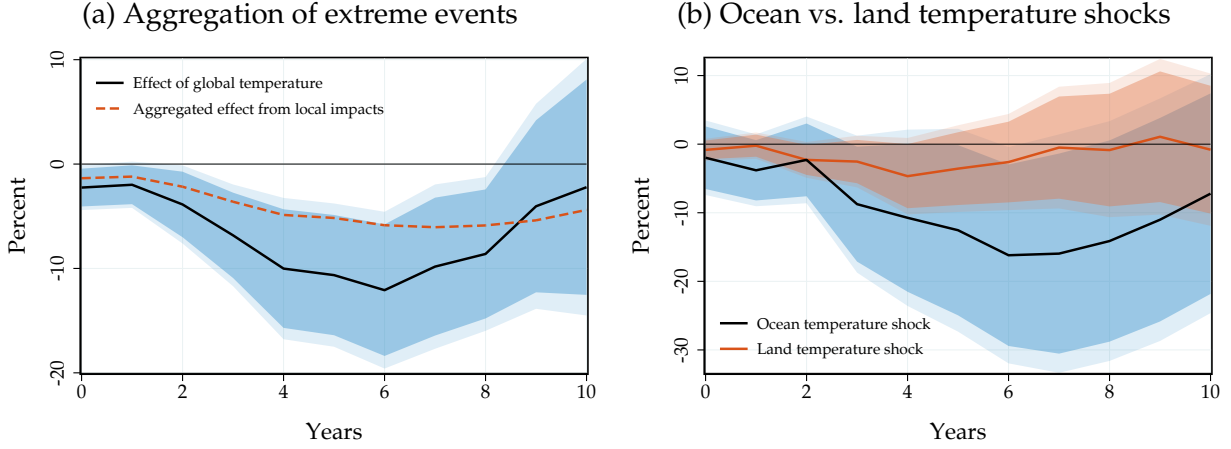 (a) Aggregation of extreme events
10
0
-10
-20
Percent
Effect of global temperature
Aggregated effect from local impacts
0 2 4 6 8 10
Years
(b) Ocean vs. land temperature shocks
10
0
-10
-20
-30
Percent
Ocean temperature shock
Land temperature shock
0 2 4 6 8 10
Years